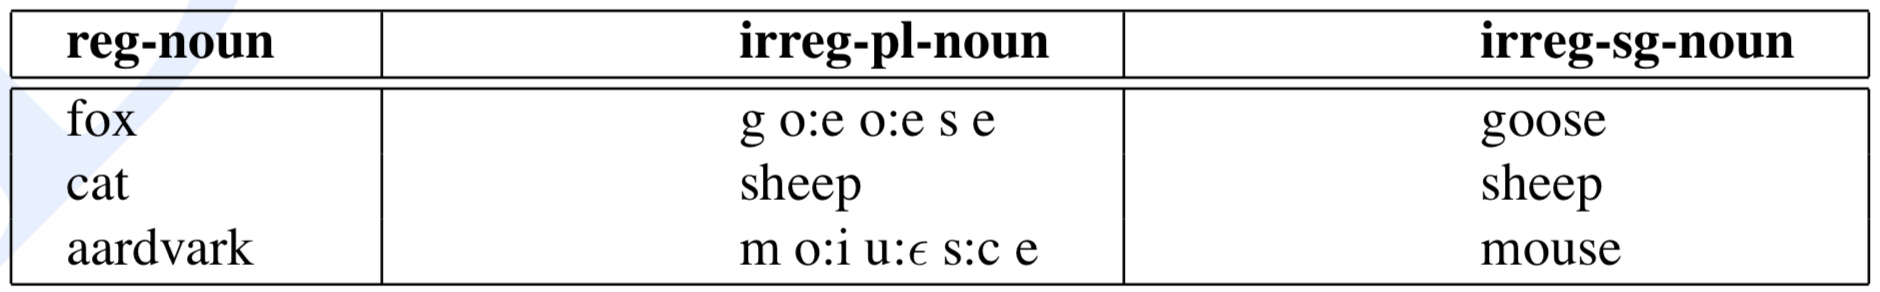 reg-noun irreg-pl-noun irreg-sg-noun
fox g o:e o:e s e goose
cat sheep sheep
aardvark m o:i u:ϵ s:c e mouse